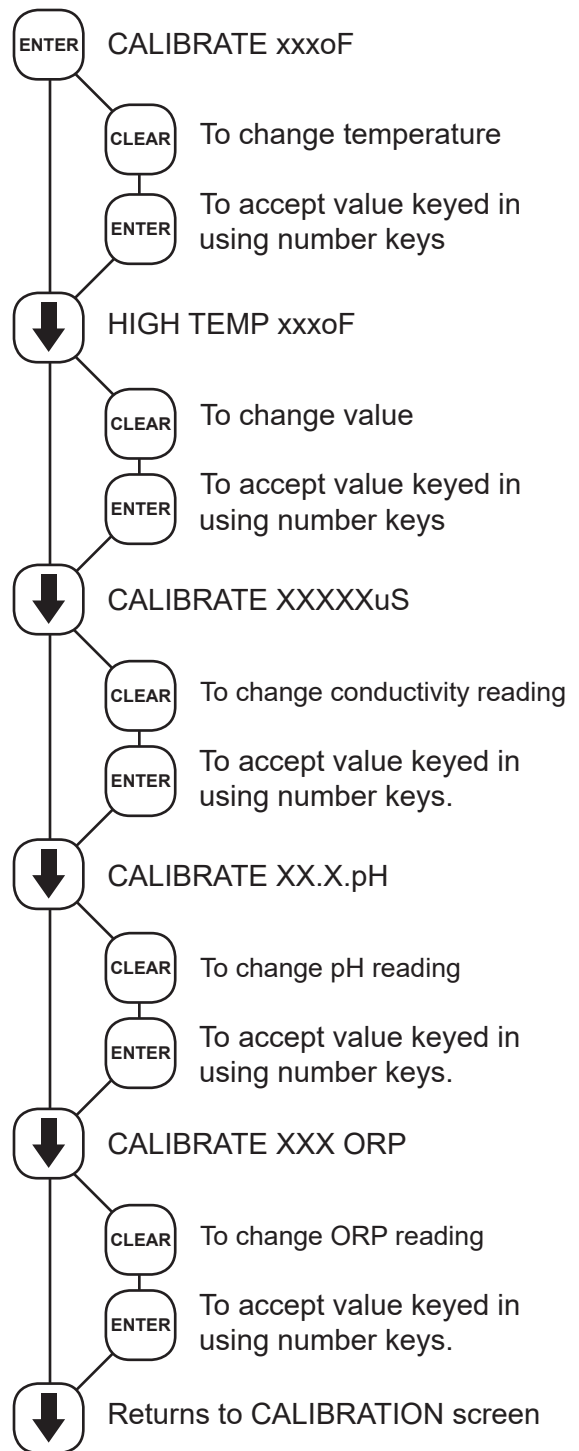 ENTER CALIBRATE xxxoF
CLEAR To change temperature
ENTER To accept value keyed in
using number keys
HIGH TEMP xxxoF
CLEAR To change value
ENTER To accept value keyed in
using number keys
CALIBRATE XXXXXuS
CLEAR To change conductivity reading
ENTER To accept value keyed in
using number keys.
CALIBRATE XX.X.pH
CLEAR To change pH reading
ENTER To accept value keyed in
using number keys.
CALIBRATE XXX ORP
CLEAR To change ORP reading
ENTER To accept value keyed in
using number keys.
Returns to CALIBRATION screen